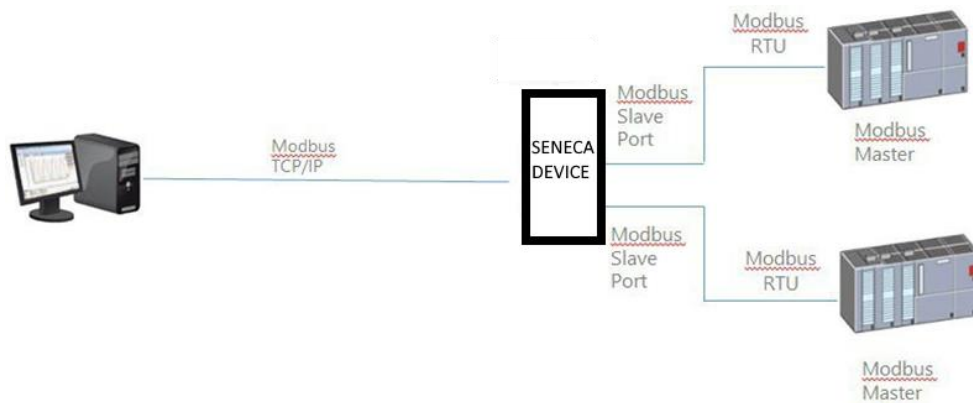 Modbus
RTU
Modbus
Slave
Port
Modbus
Master
Modbus
TCP/IP
SENECA
DEVICE
Modbus
Slave
Port
Modbus
RTU
Modbus
Master